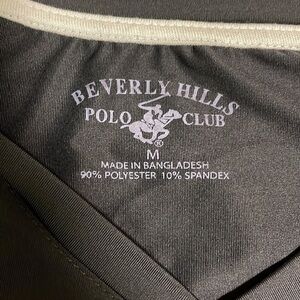 BEVERLY HILLS
POLO CLUB
®
M
MADE IN BANGLADESH
90% POLYESTER 10% SPANDEX